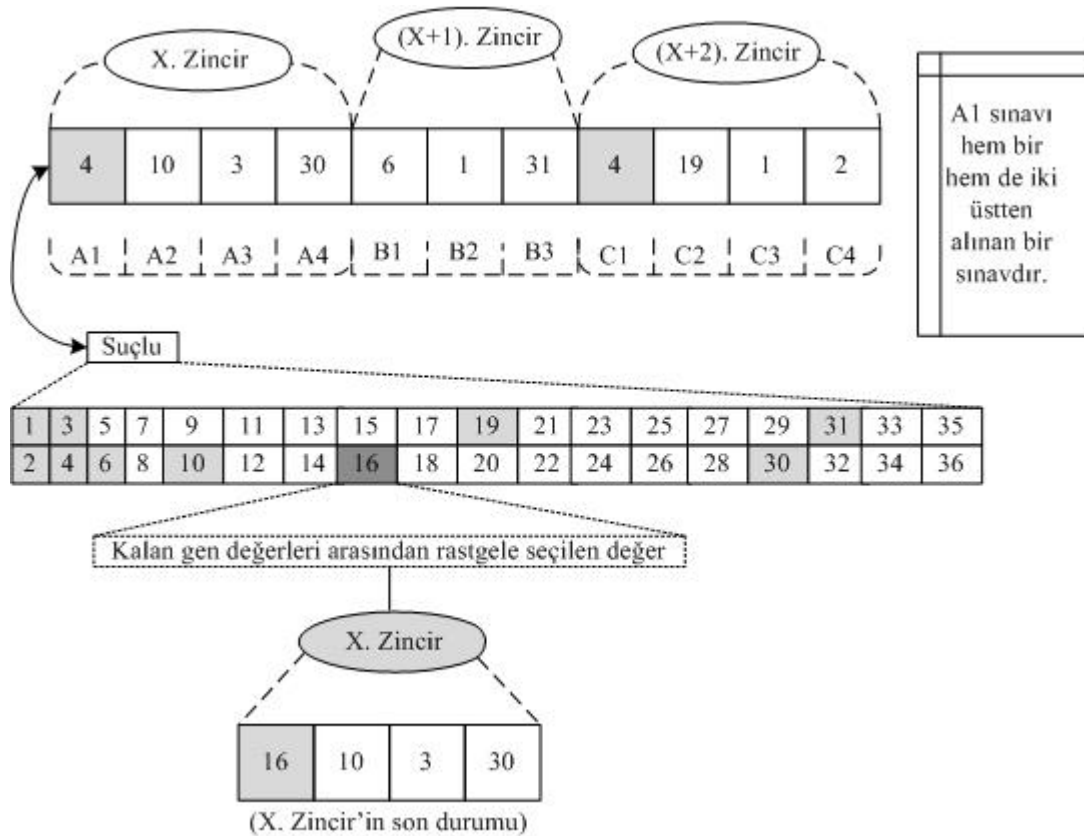 X. Zincir
(X+1). Zincir
(X+2). Zincir
4 10 3 30 6 1 31 4 19 1 2
A1 A2 A3 A4 B1 B2 B3 C1 C2 C3 C4
A1 sınavı
hem bir
hem de iki
üstten
alınan bir
sınavdır.
Suçlu
1 3 5 7 9 11 13 15 17 19 21 23 25 27 29 31 33 35
2 4 6 8 10 12 14 16 18 20 22 24 26 28 30 32 34 36
Kalan gen değerleri arasından rastgele seçilen değer
X. Zincir
16 10 3 30
(X. Zincir'in son durumu)